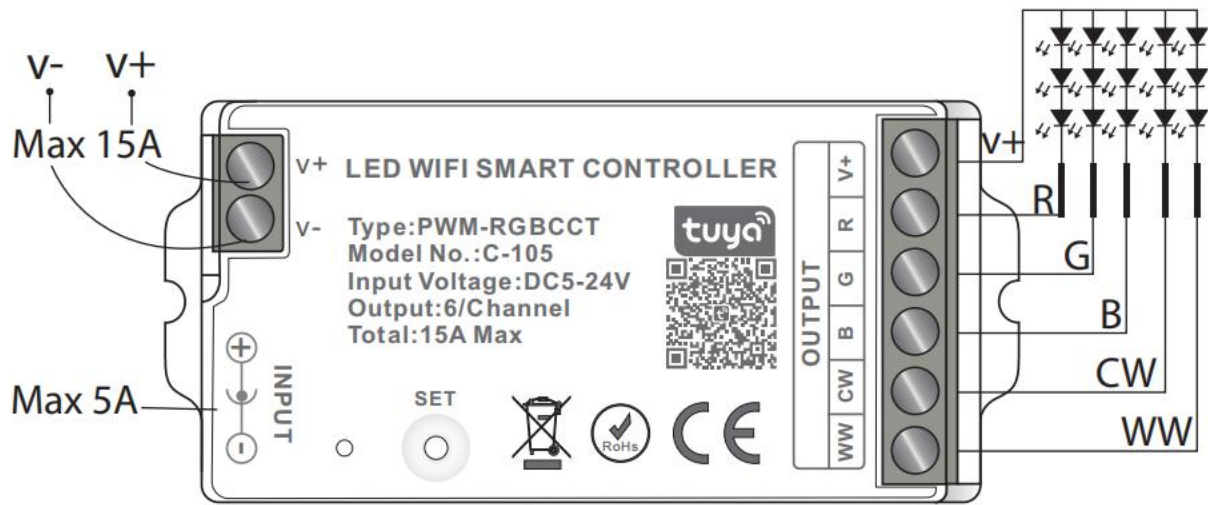 v- v+
Max 15A
V+
V-
LED WIFI SMART CONTROLLER
Type:PWM-RGBCCT
Model No.:C-105
Input Voltage:DC5-24V
Output:6/Channel
Total:15A Max
tuya
INPUT
Max 5A
SET
RoHs
CE
OUTPUT
V+
R
G
B
CW
WW
v+
R
G
B
CW
WW